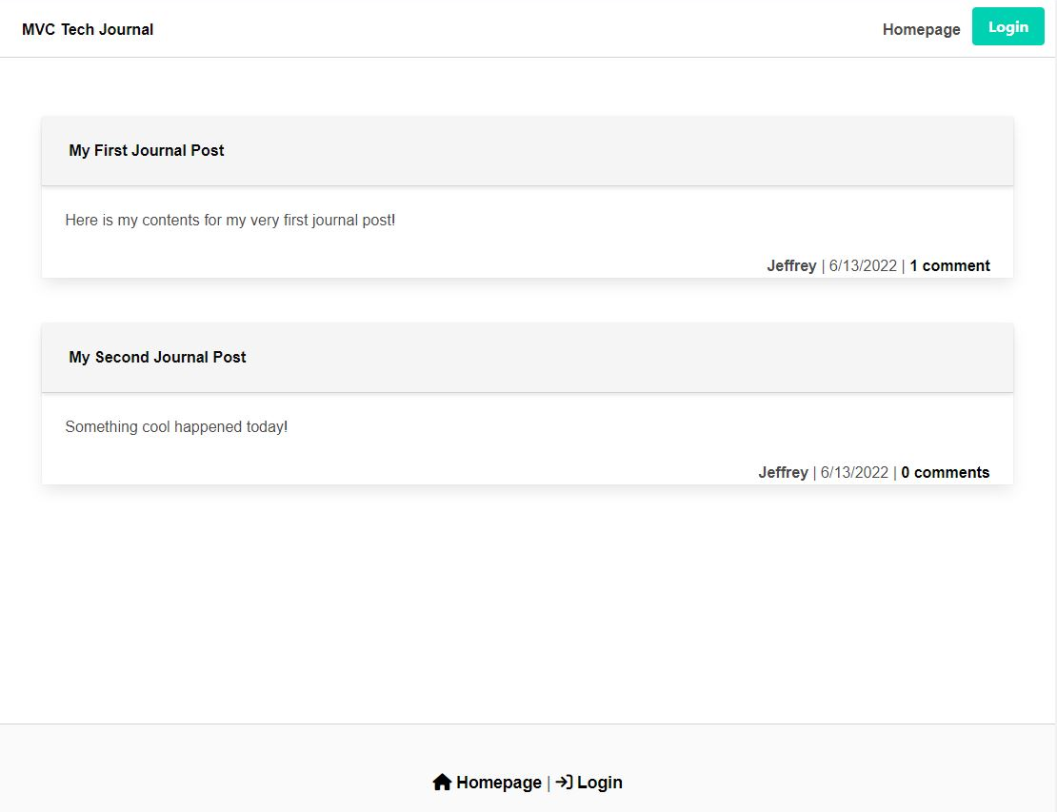 MVC Tech Journal Homepage Login
My First Journal Post
Here is my contents for my very first journal post!
Jeffrey | 6/13/2022 | 1 comment
My Second Journal Post
Something cool happened today!
Jeffrey | 6/13/2022 | 0 comments
Homepage | Login